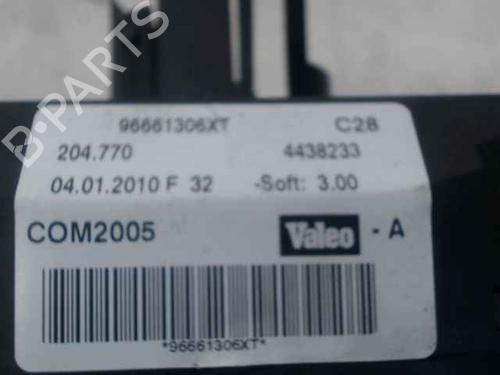 96661306XT C28
204.770 4438233
04.01.2010 F 32 -Soft: 3.00
COM2005 Valeo - A
*96661306XT*
B-PARTS